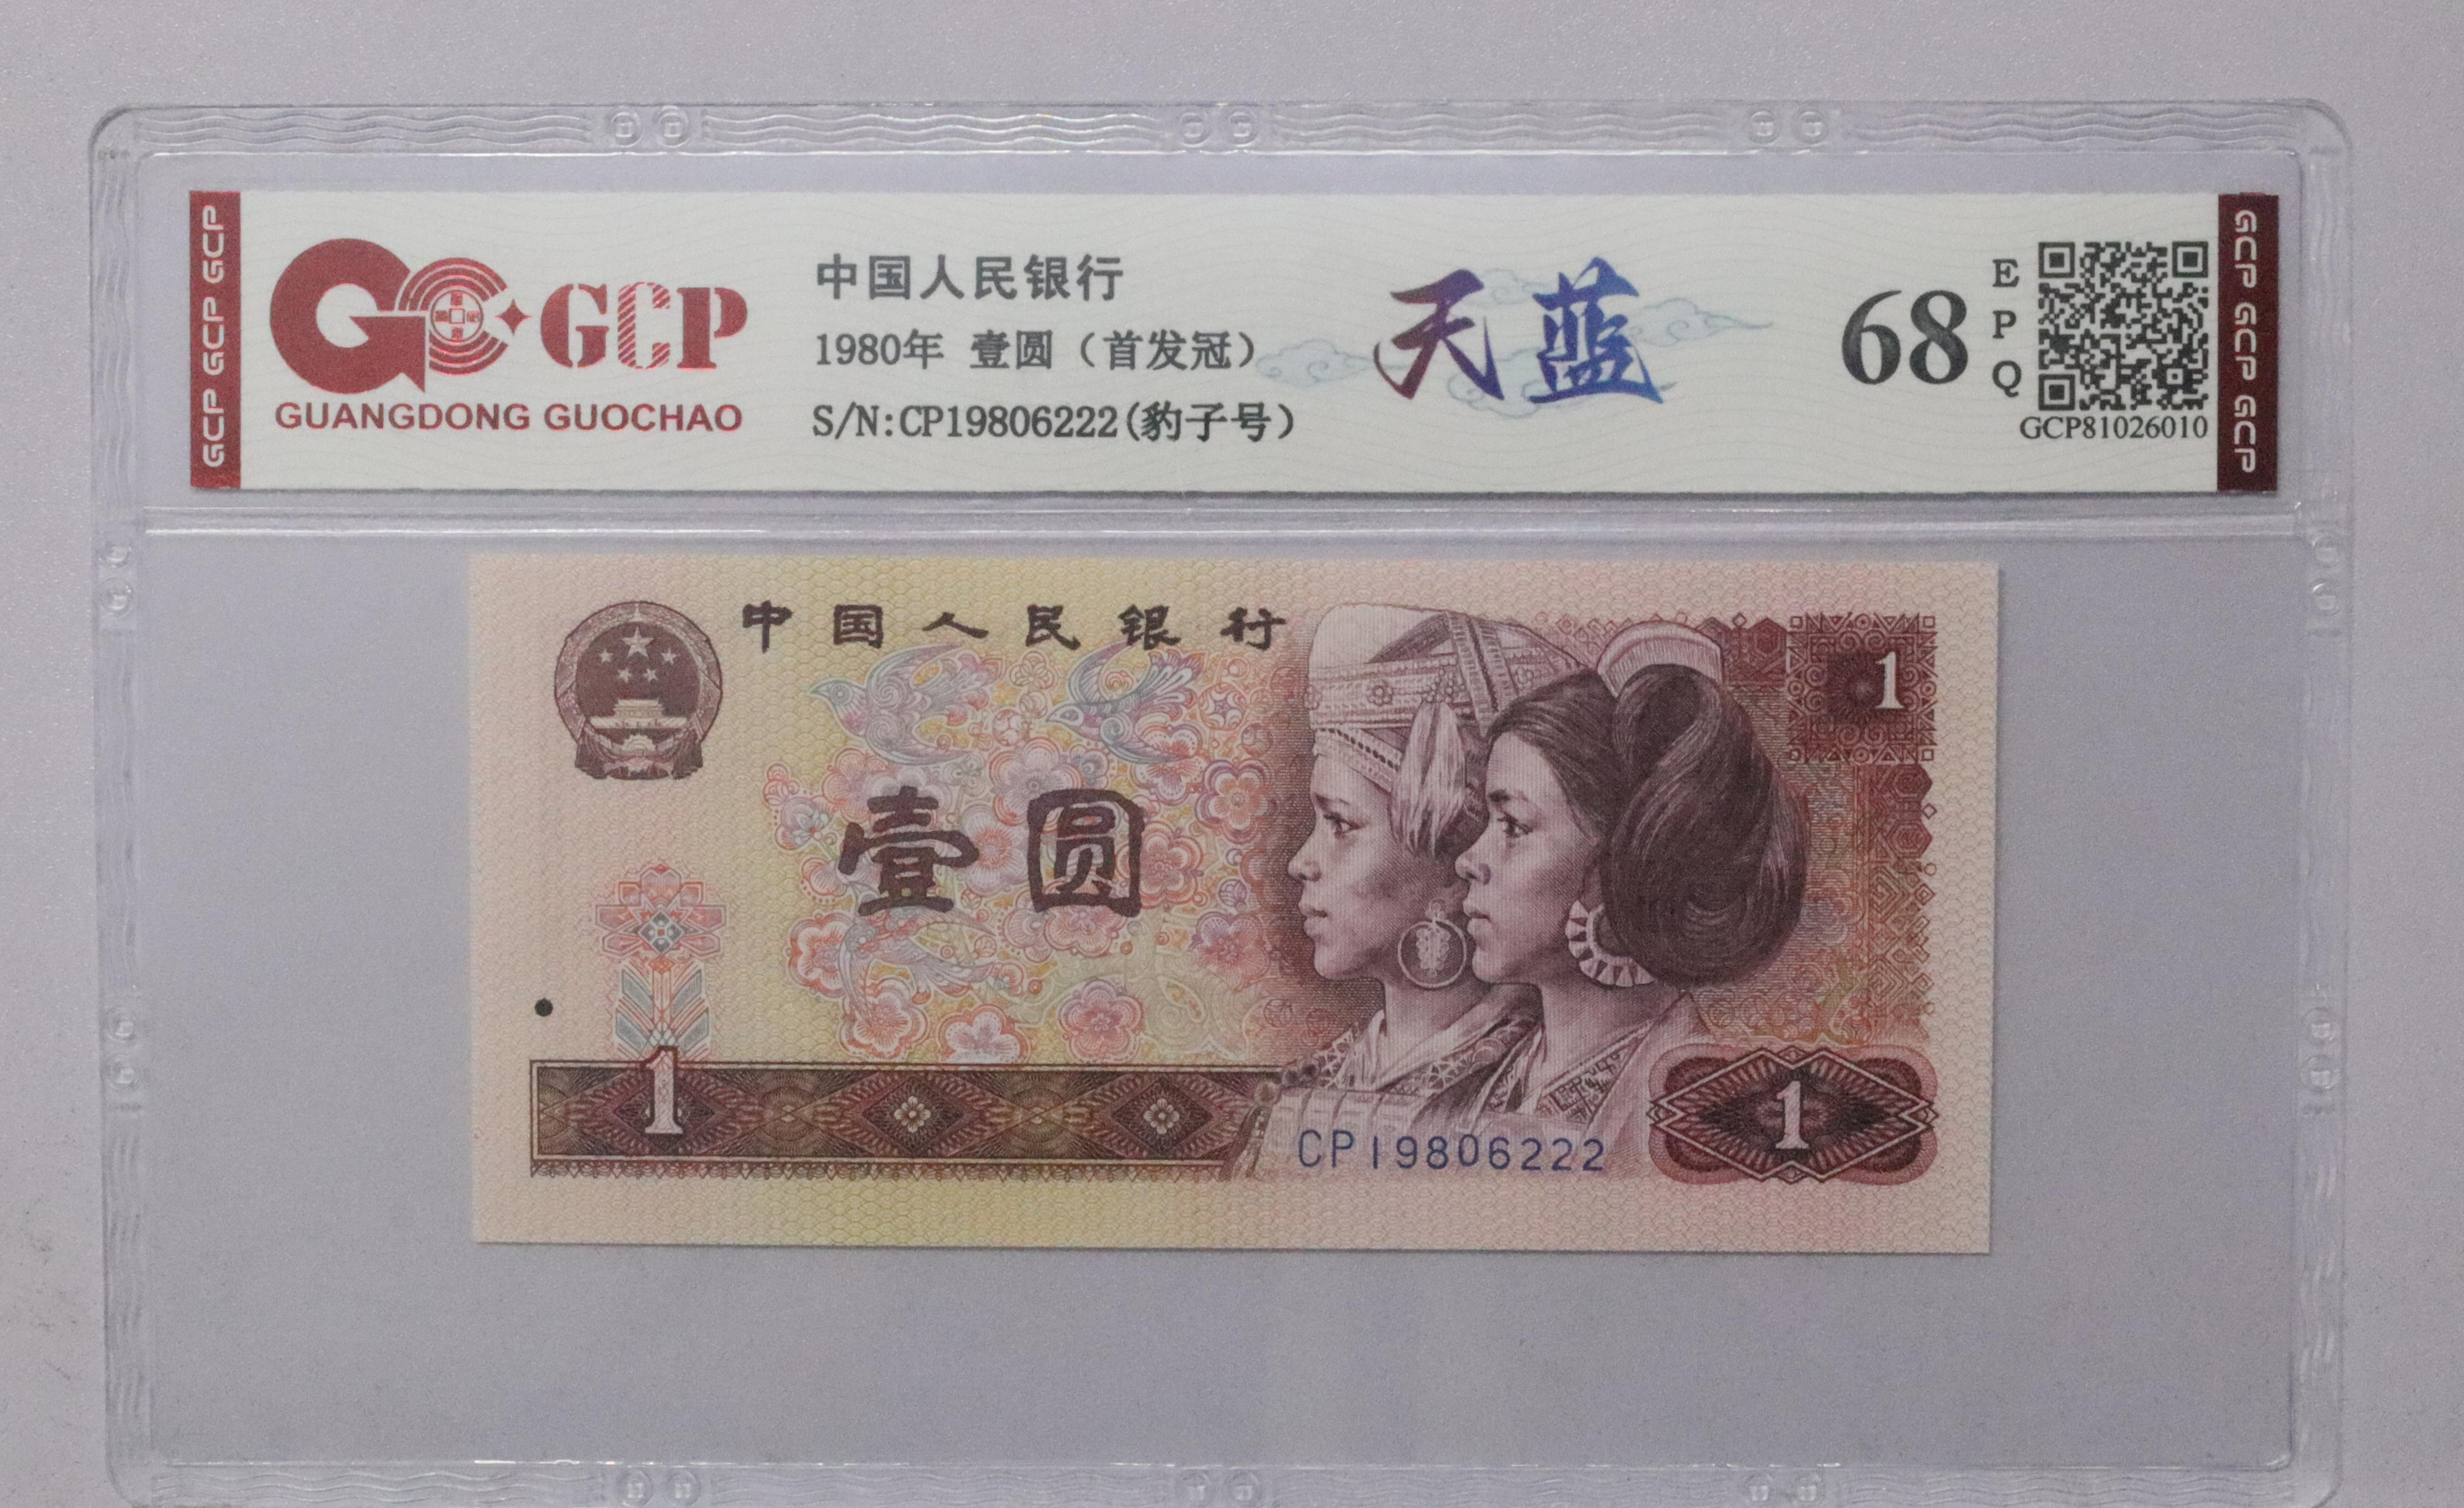 GCP GCP GCP
GCP
GUANGDONG GUOCHAO
中国人民银行
1980年 壹圆（首发冠）
S/N:CP19806222(豹子号)
天蓝
68
EPQ
GCP81026010
GCP GCP GCP
中国人民银行
1
壹圆
1
1
CP19806222